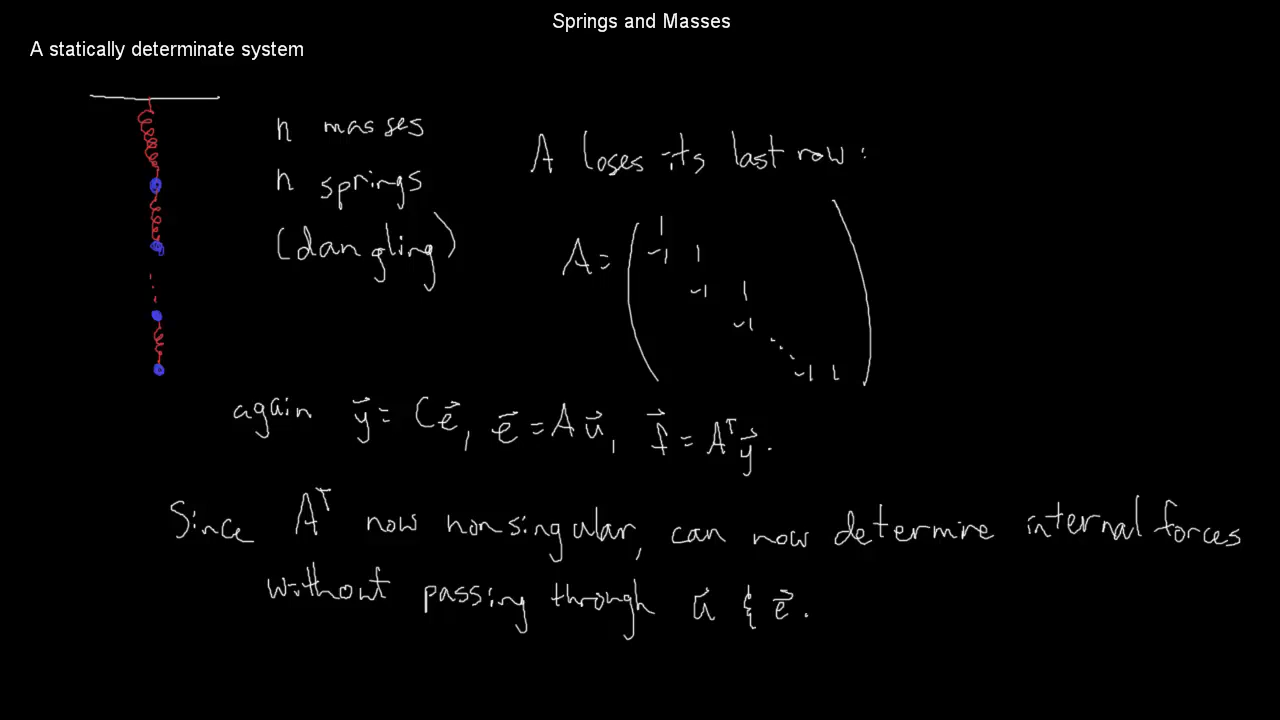 Springs and Masses
A statically determinate system
n masses
n springs
(dangling)
A loses its last row:
A = ( 1
-1 1
-1 1
-1
⋱
-1 1 )
again y⃗ = Ce⃗, e⃗ = Au⃗, f⃗ = Aᵀy⃗.
Since Aᵀ now nonsingular, can now determine internal forces
without passing through u⃗ & e⃗.